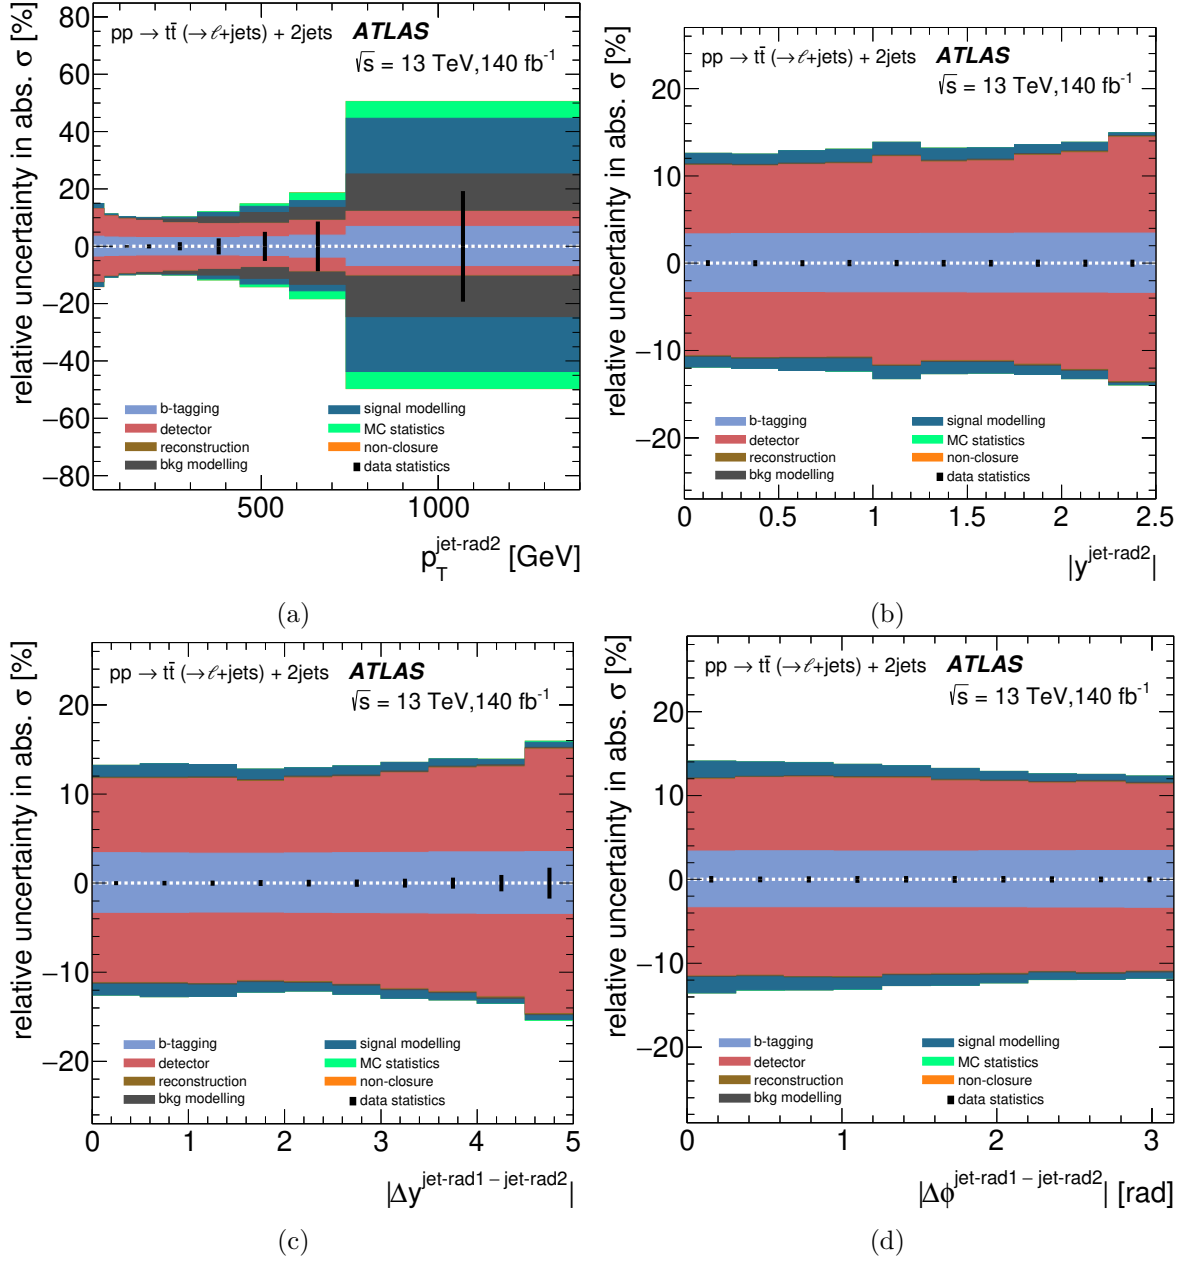 relative uncertainty in abs. σ [%]
pp → tt̄ (→ℓ+jets) + 2jets ATLAS
√s = 13 TeV,140 fb⁻¹
80
60
40
20
0
−20
−40
−60
−80
b-tagging signal modelling
detector MC statistics
reconstruction non-closure
bkg modelling data statistics
500 1000
p_T^jet-rad2 [GeV]
(a)
relative uncertainty in abs. σ [%]
pp → tt̄ (→ℓ+jets) + 2jets ATLAS
√s = 13 TeV,140 fb⁻¹
20
10
0
−10
−20
b-tagging signal modelling
detector MC statistics
reconstruction non-closure
bkg modelling data statistics
0 0.5 1 1.5 2 2.5
|y^jet-rad2|
(b)
relative uncertainty in abs. σ [%]
pp → tt̄ (→ℓ+jets) + 2jets ATLAS
√s = 13 TeV,140 fb⁻¹
20
10
0
−10
−20
b-tagging signal modelling
detector MC statistics
reconstruction non-closure
bkg modelling data statistics
0 1 2 3 4 5
|Δy^jet-rad1 − jet-rad2|
(c)
relative uncertainty in abs. σ [%]
pp → tt̄ (→ℓ+jets) + 2jets ATLAS
√s = 13 TeV,140 fb⁻¹
20
10
0
−10
−20
b-tagging signal modelling
detector MC statistics
reconstruction non-closure
bkg modelling data statistics
0 1 2 3
|Δϕ^jet-rad1 − jet-rad2| [rad]
(d)